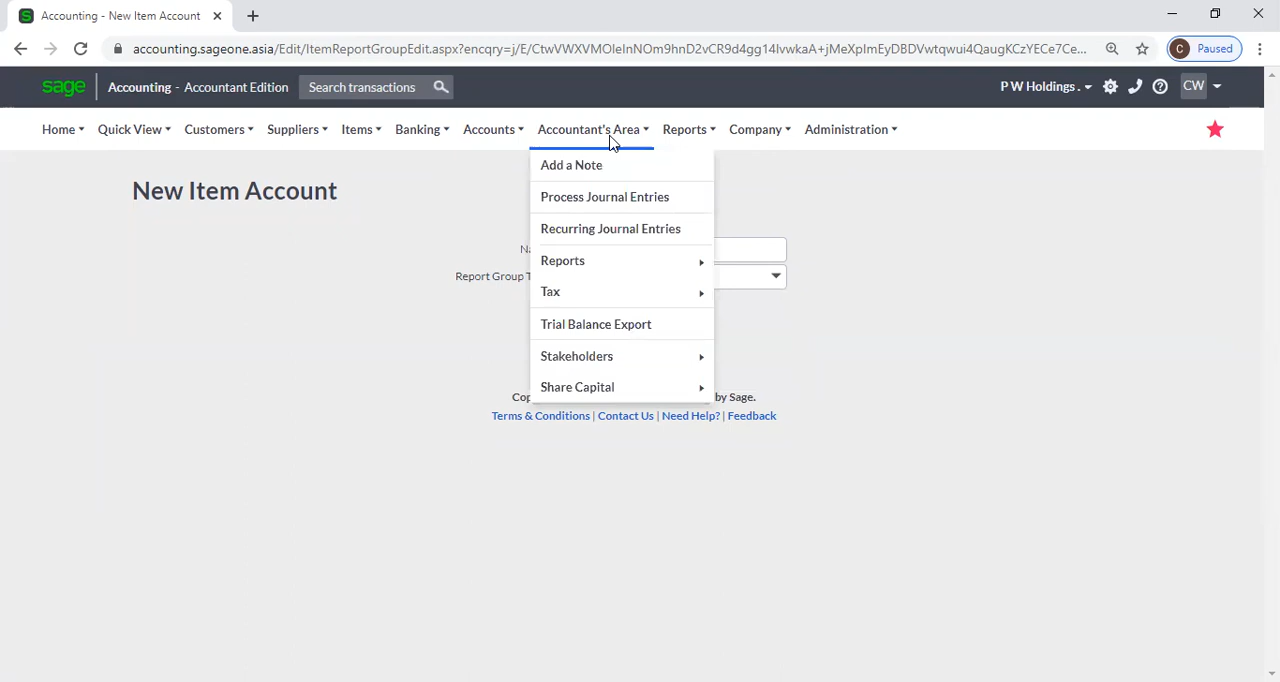 Accounting - New Item Account
accounting.sageone.asia/Edit/ItemReportGroupEdit.aspx?encqry=j/E/CtwVWXVMOleInNOm9hnD2vCR9d4gg14IvwkaA+jMeXpImEyDBDVwtqwui4QaugKCzYECe7Ce...
C Paused
sage Accounting - Accountant Edition Search transactions P W Holdings . CW
Home Quick View Customers Suppliers Items Banking Accounts Accountant's Area Reports Company Administration
Add a Note
New Item Account
Process Journal Entries
Recurring Journal Entries
Na
Reports
Report Group T
Tax
Trial Balance Export
Stakeholders
Share Capital
Cop by Sage.
Terms & Conditions | Contact Us | Need Help? | Feedback